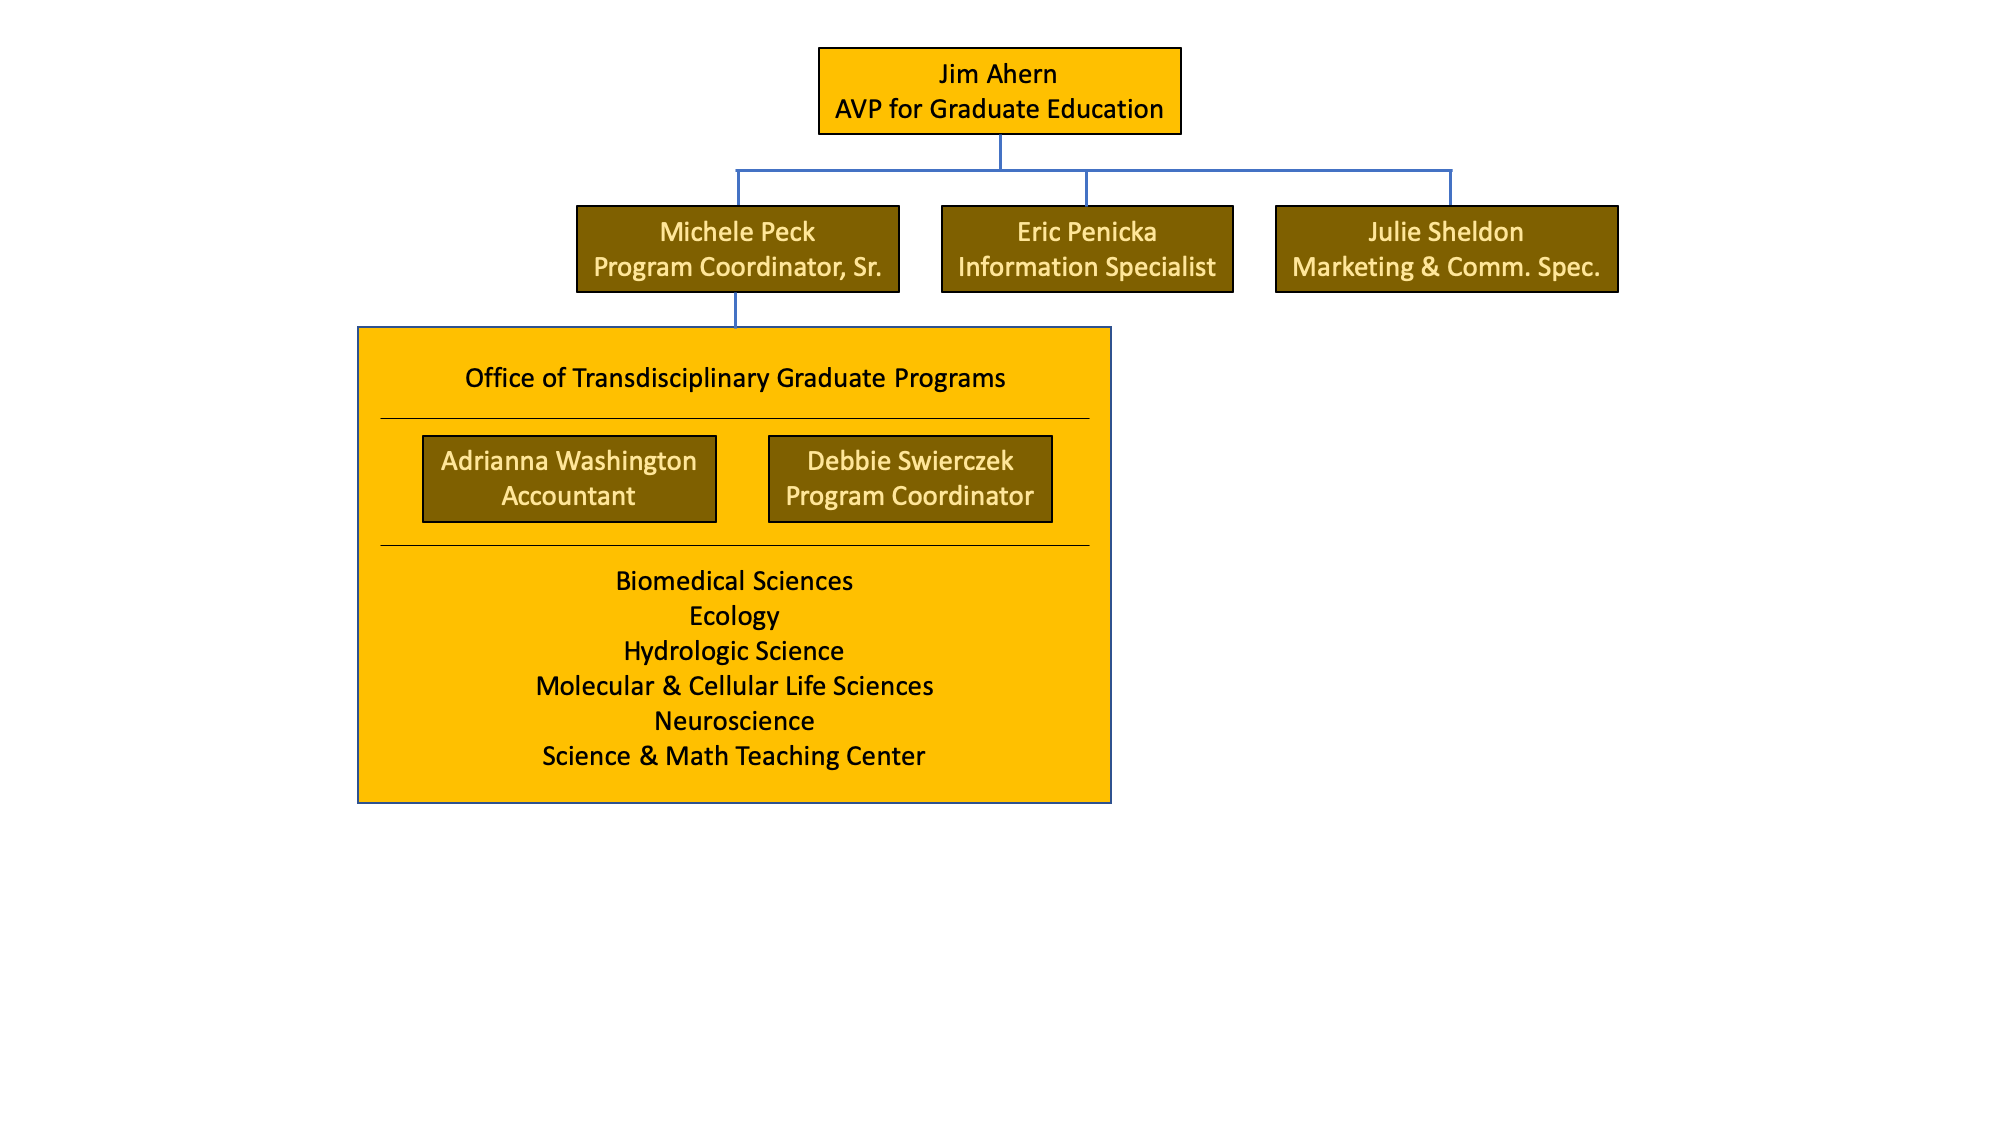 Jim Ahern
AVP for Graduate Education
Michele Peck
Program Coordinator, Sr.
Eric Penicka
Information Specialist
Julie Sheldon
Marketing & Comm. Spec.
Office of Transdisciplinary Graduate Programs
Adrianna Washington
Accountant
Debbie Swierczek
Program Coordinator
Biomedical Sciences
Ecology
Hydrologic Science
Molecular & Cellular Life Sciences
Neuroscience
Science & Math Teaching Center